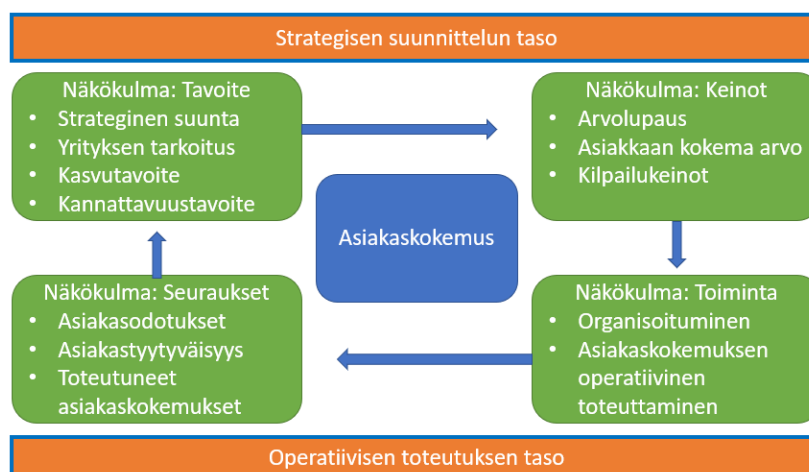 Strategisen suunnittelun taso
Näkökulma: Tavoite
• Strateginen suunta
• Yrityksen tarkoitus
• Kasvutavoite
• Kannattavuustavoite
Näkökulma: Keinot
• Arvolupaus
• Asiakkaan kokema arvo
• Kilpailukeinot
Asiakaskokemus
Näkökulma: Seuraukset
• Asiakasodotukset
• Asiakastyytyväisyys
• Toteutuneet
asiakaskokemukset
Näkökulma: Toiminta
• Organisoituminen
• Asiakaskokemuksen
operatiivinen
toteuttaminen
Operatiivisen toteutuksen taso